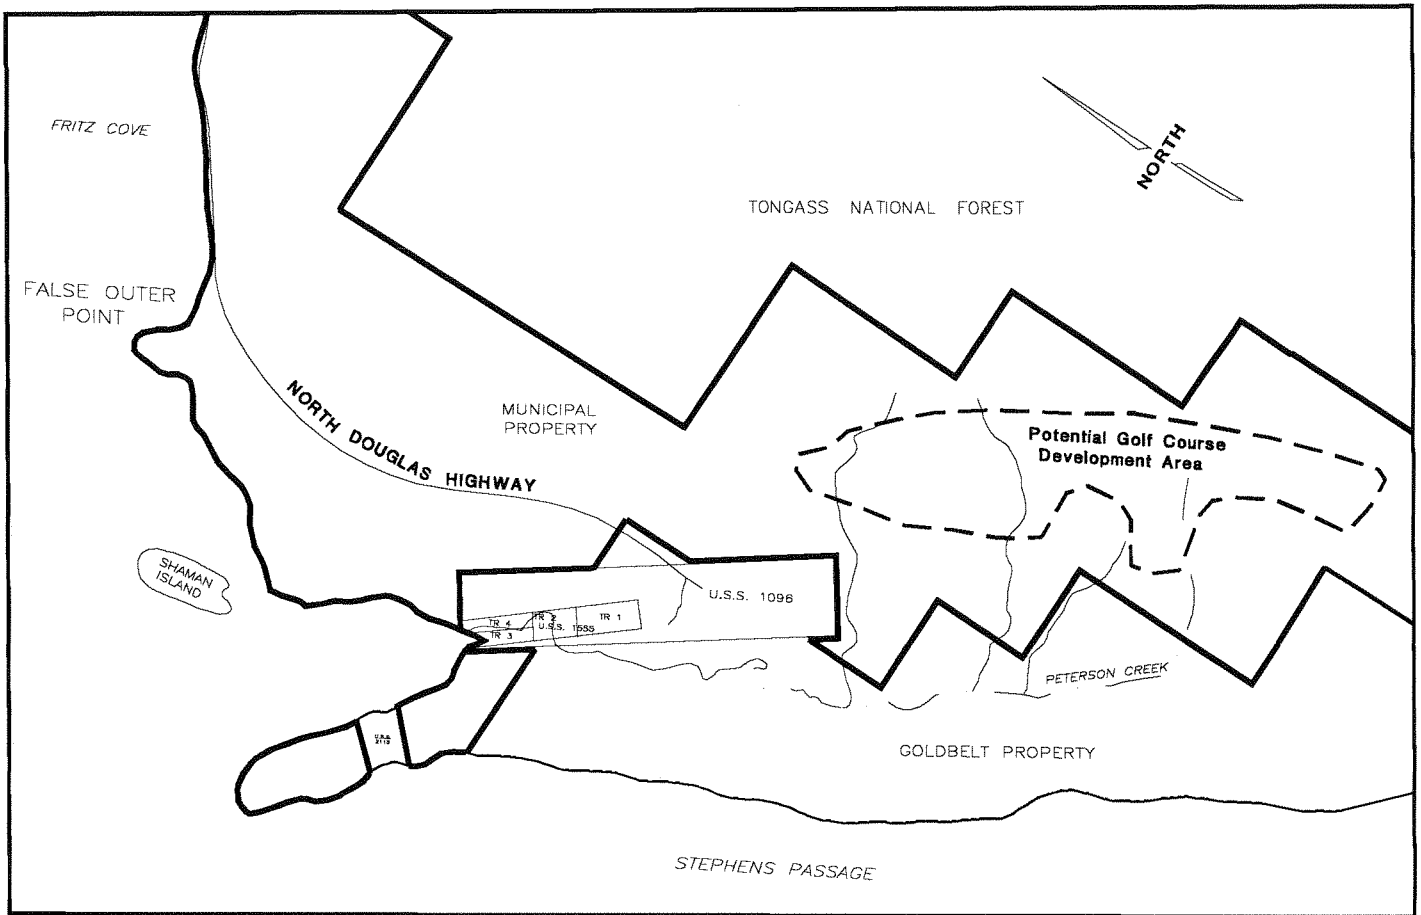 FRITZ COVE
NORTH
TONGASS NATIONAL FOREST
FALSE OUTER
POINT
NORTH DOUGLAS HIGHWAY
MUNICIPAL
PROPERTY
Potential Golf Course
Development Area
SHAMAN
ISLAND
U.S.S. 1096
TR 4
TR 2
TR 1
U.S.S. 1555
TR 3
PETERSON CREEK
GOLDBELT PROPERTY
STEPHENS PASSAGE